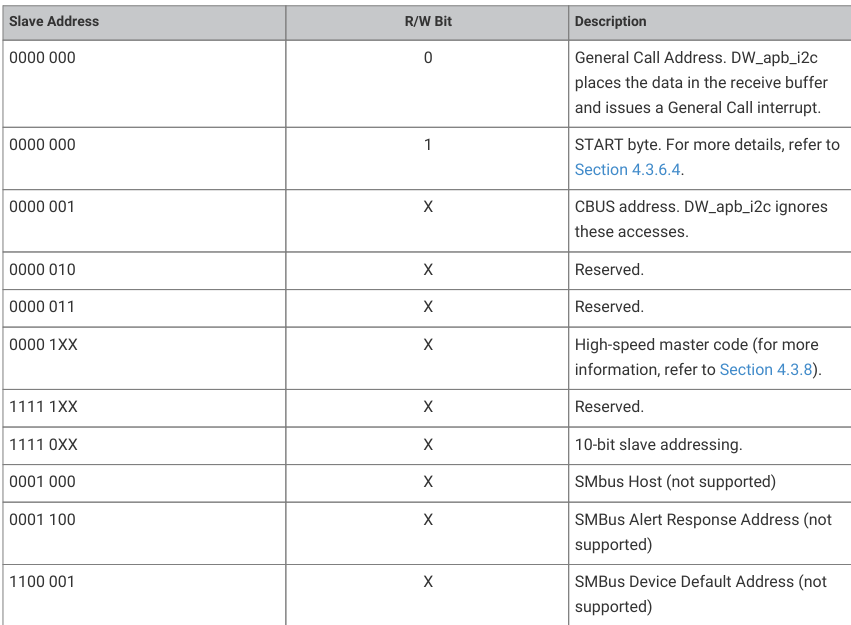 Slave Address R/W Bit Description
0000 000 0 General Call Address. DW_apb_i2c
places the data in the receive buffer
and issues a General Call interrupt.
0000 000 1 START byte. For more details, refer to
Section 4.3.6.4.
0000 001 X CBUS address. DW_apb_i2c ignores
these accesses.
0000 010 X Reserved.
0000 011 X Reserved.
0000 1XX X High-speed master code (for more
information, refer to Section 4.3.8).
1111 1XX X Reserved.
1111 0XX X 10-bit slave addressing.
0001 000 X SMbus Host (not supported)
0001 100 X SMBus Alert Response Address (not
supported)
1100 001 X SMBus Device Default Address (not
supported)